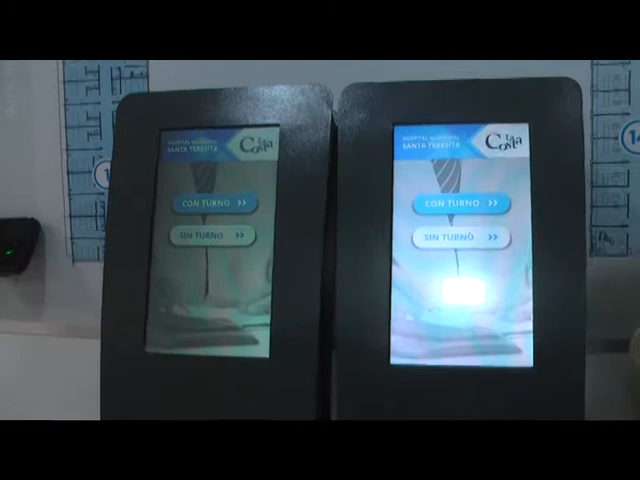 HOSPITAL MUNICIPAL
SANTA TERESITA
La Costa
CON TURNO
SIN TURNO
HOSPITAL MUNICIPAL
SANTA TERESITA
La Costa
CON TURNO
SIN TURNO